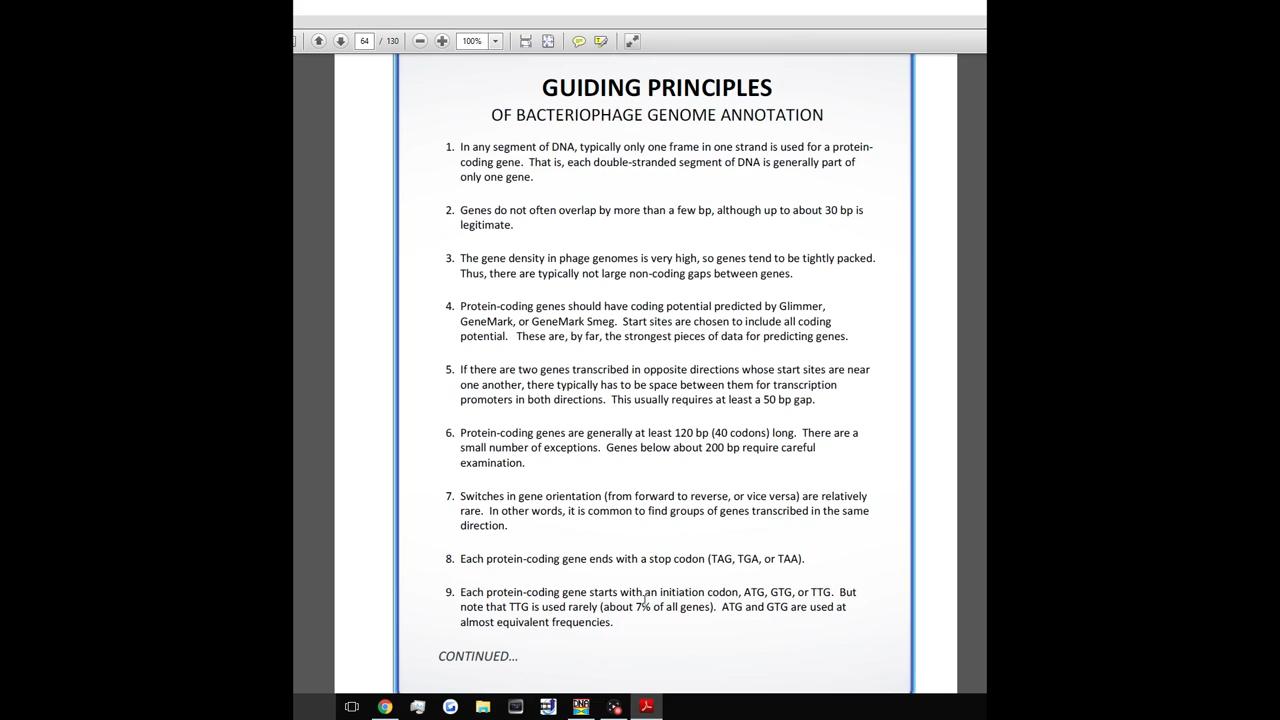 64 / 130
100%
GUIDING PRINCIPLES
OF BACTERIOPHAGE GENOME ANNOTATION
1. In any segment of DNA, typically only one frame in one strand is used for a protein-
coding gene. That is, each double-stranded segment of DNA is generally part of
only one gene.
2. Genes do not often overlap by more than a few bp, although up to about 30 bp is
legitimate.
3. The gene density in phage genomes is very high, so genes tend to be tightly packed.
Thus, there are typically not large non-coding gaps between genes.
4. Protein-coding genes should have coding potential predicted by Glimmer,
GeneMark, or GeneMark Smeg. Start sites are chosen to include all coding
potential. These are, by far, the strongest pieces of data for predicting genes.
5. If there are two genes transcribed in opposite directions whose start sites are near
one another, there typically has to be space between them for transcription
promoters in both directions. This usually requires at least a 50 bp gap.
6. Protein-coding genes are generally at least 120 bp (40 codons) long. There are a
small number of exceptions. Genes below about 200 bp require careful
examination.
7. Switches in gene orientation (from forward to reverse, or vice versa) are relatively
rare. In other words, it is common to find groups of genes transcribed in the same
direction.
8. Each protein-coding gene ends with a stop codon (TAG, TGA, or TAA).
9. Each protein-coding gene starts with an initiation codon, ATG, GTG, or TTG. But
note that TTG is used rarely (about 7% of all genes). ATG and GTG are used at
almost equivalent frequencies.
CONTINUED...
DNA